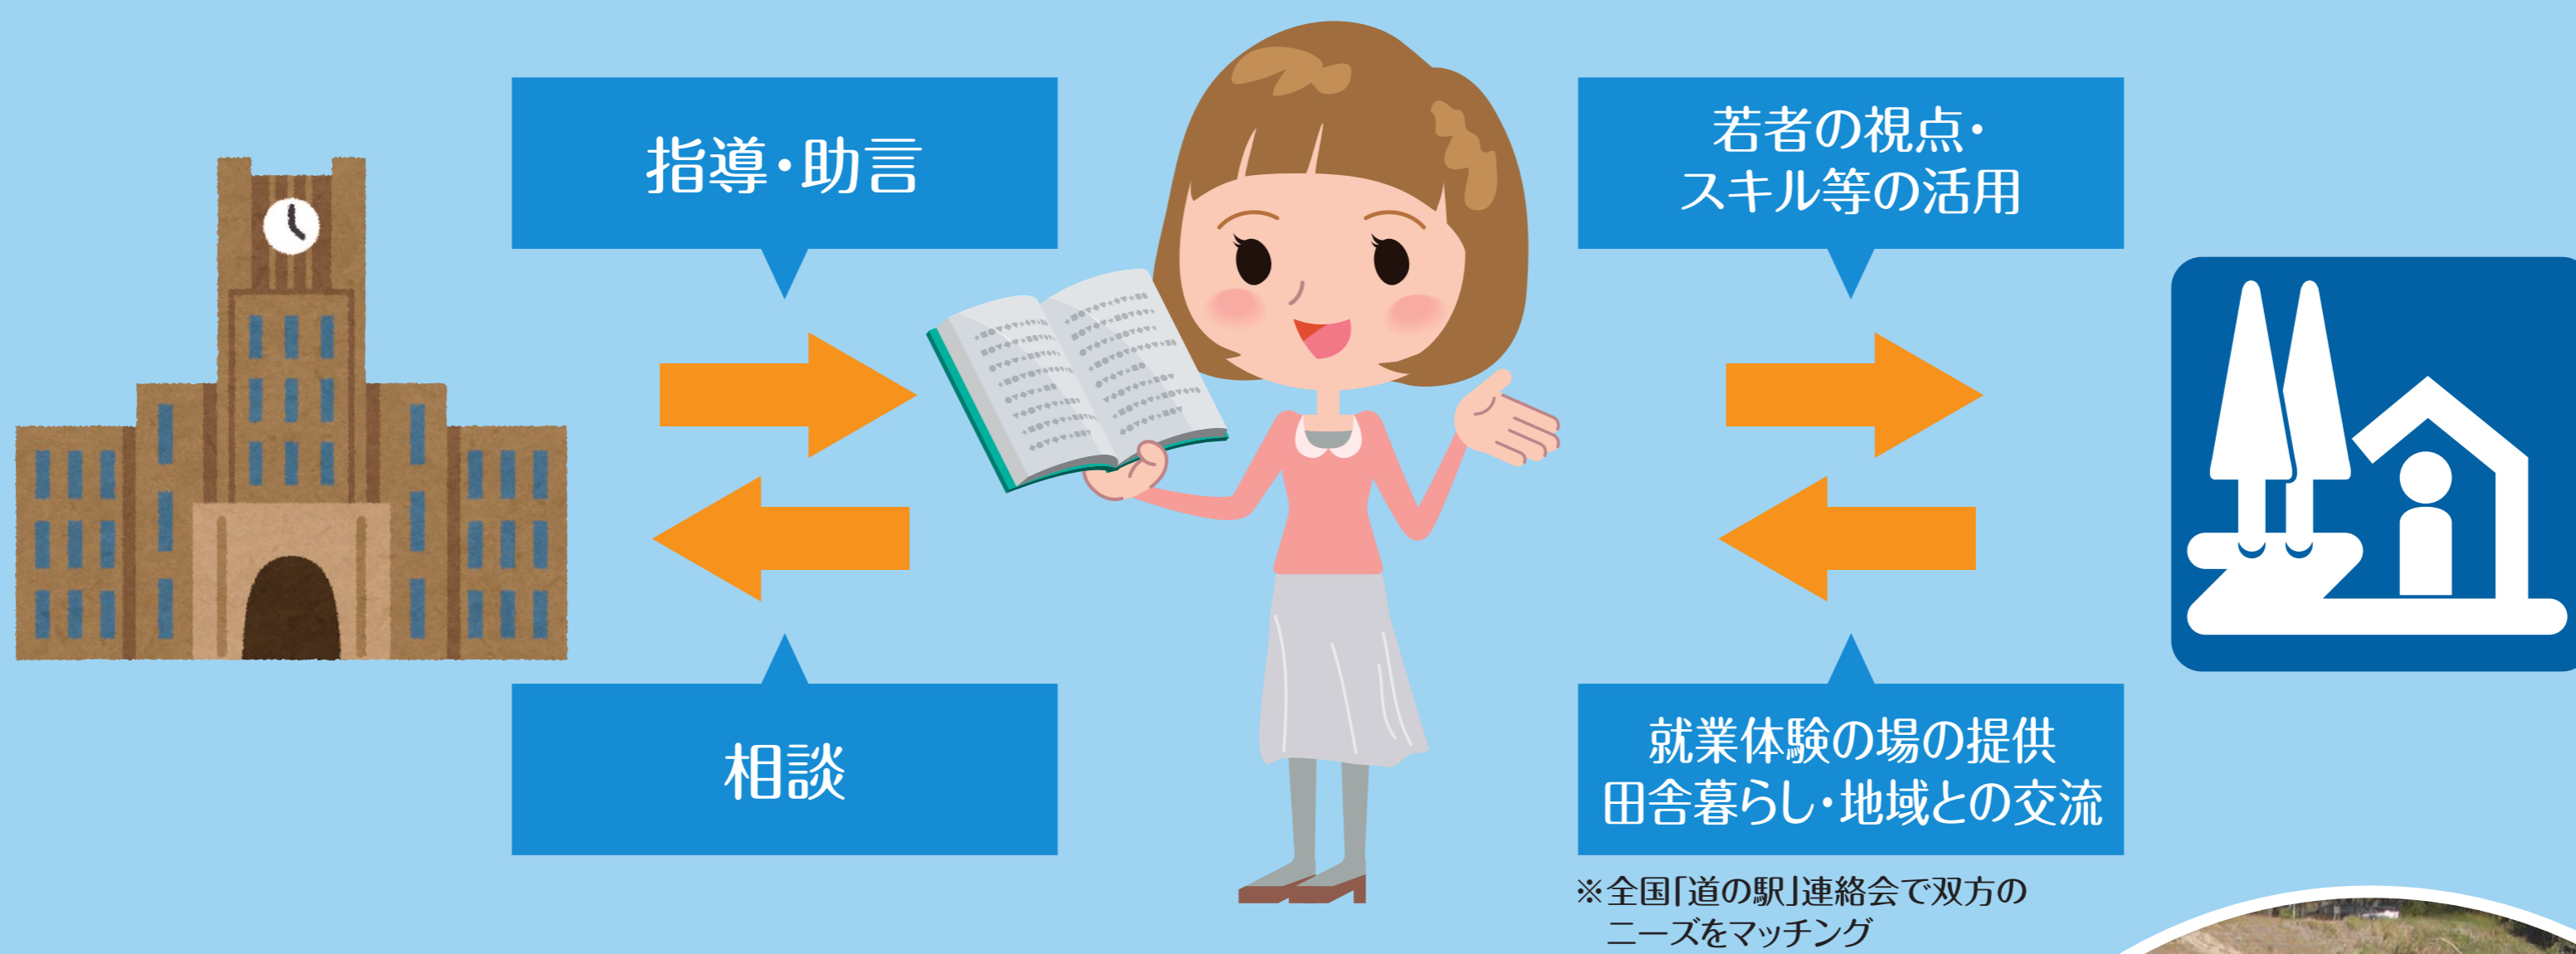 指導・助言
若者の視点・
スキル等の活用
相談
就業体験の場の提供
田舎暮らし・地域との交流
※全国「道の駅」連絡会で双方の
ニーズをマッチング